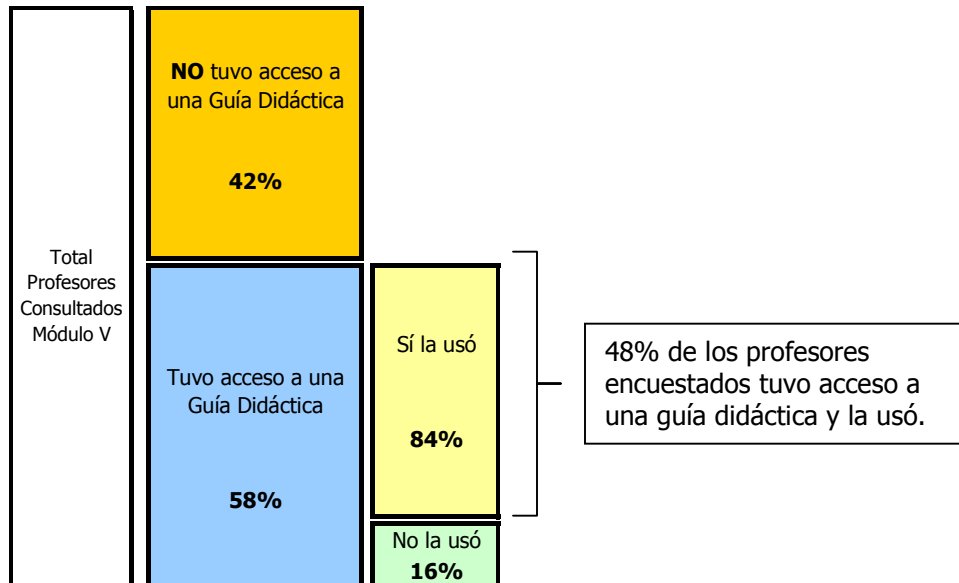 Total
Profesores
Consultados
Módulo V
NO tuvo acceso a
una Guía Didáctica
42%
Tuvo acceso a una
Guía Didáctica
58%
Sí la usó
84%
No la usó
16%
48% de los profesores
encuestados tuvo acceso a
una guía didáctica y la usó.